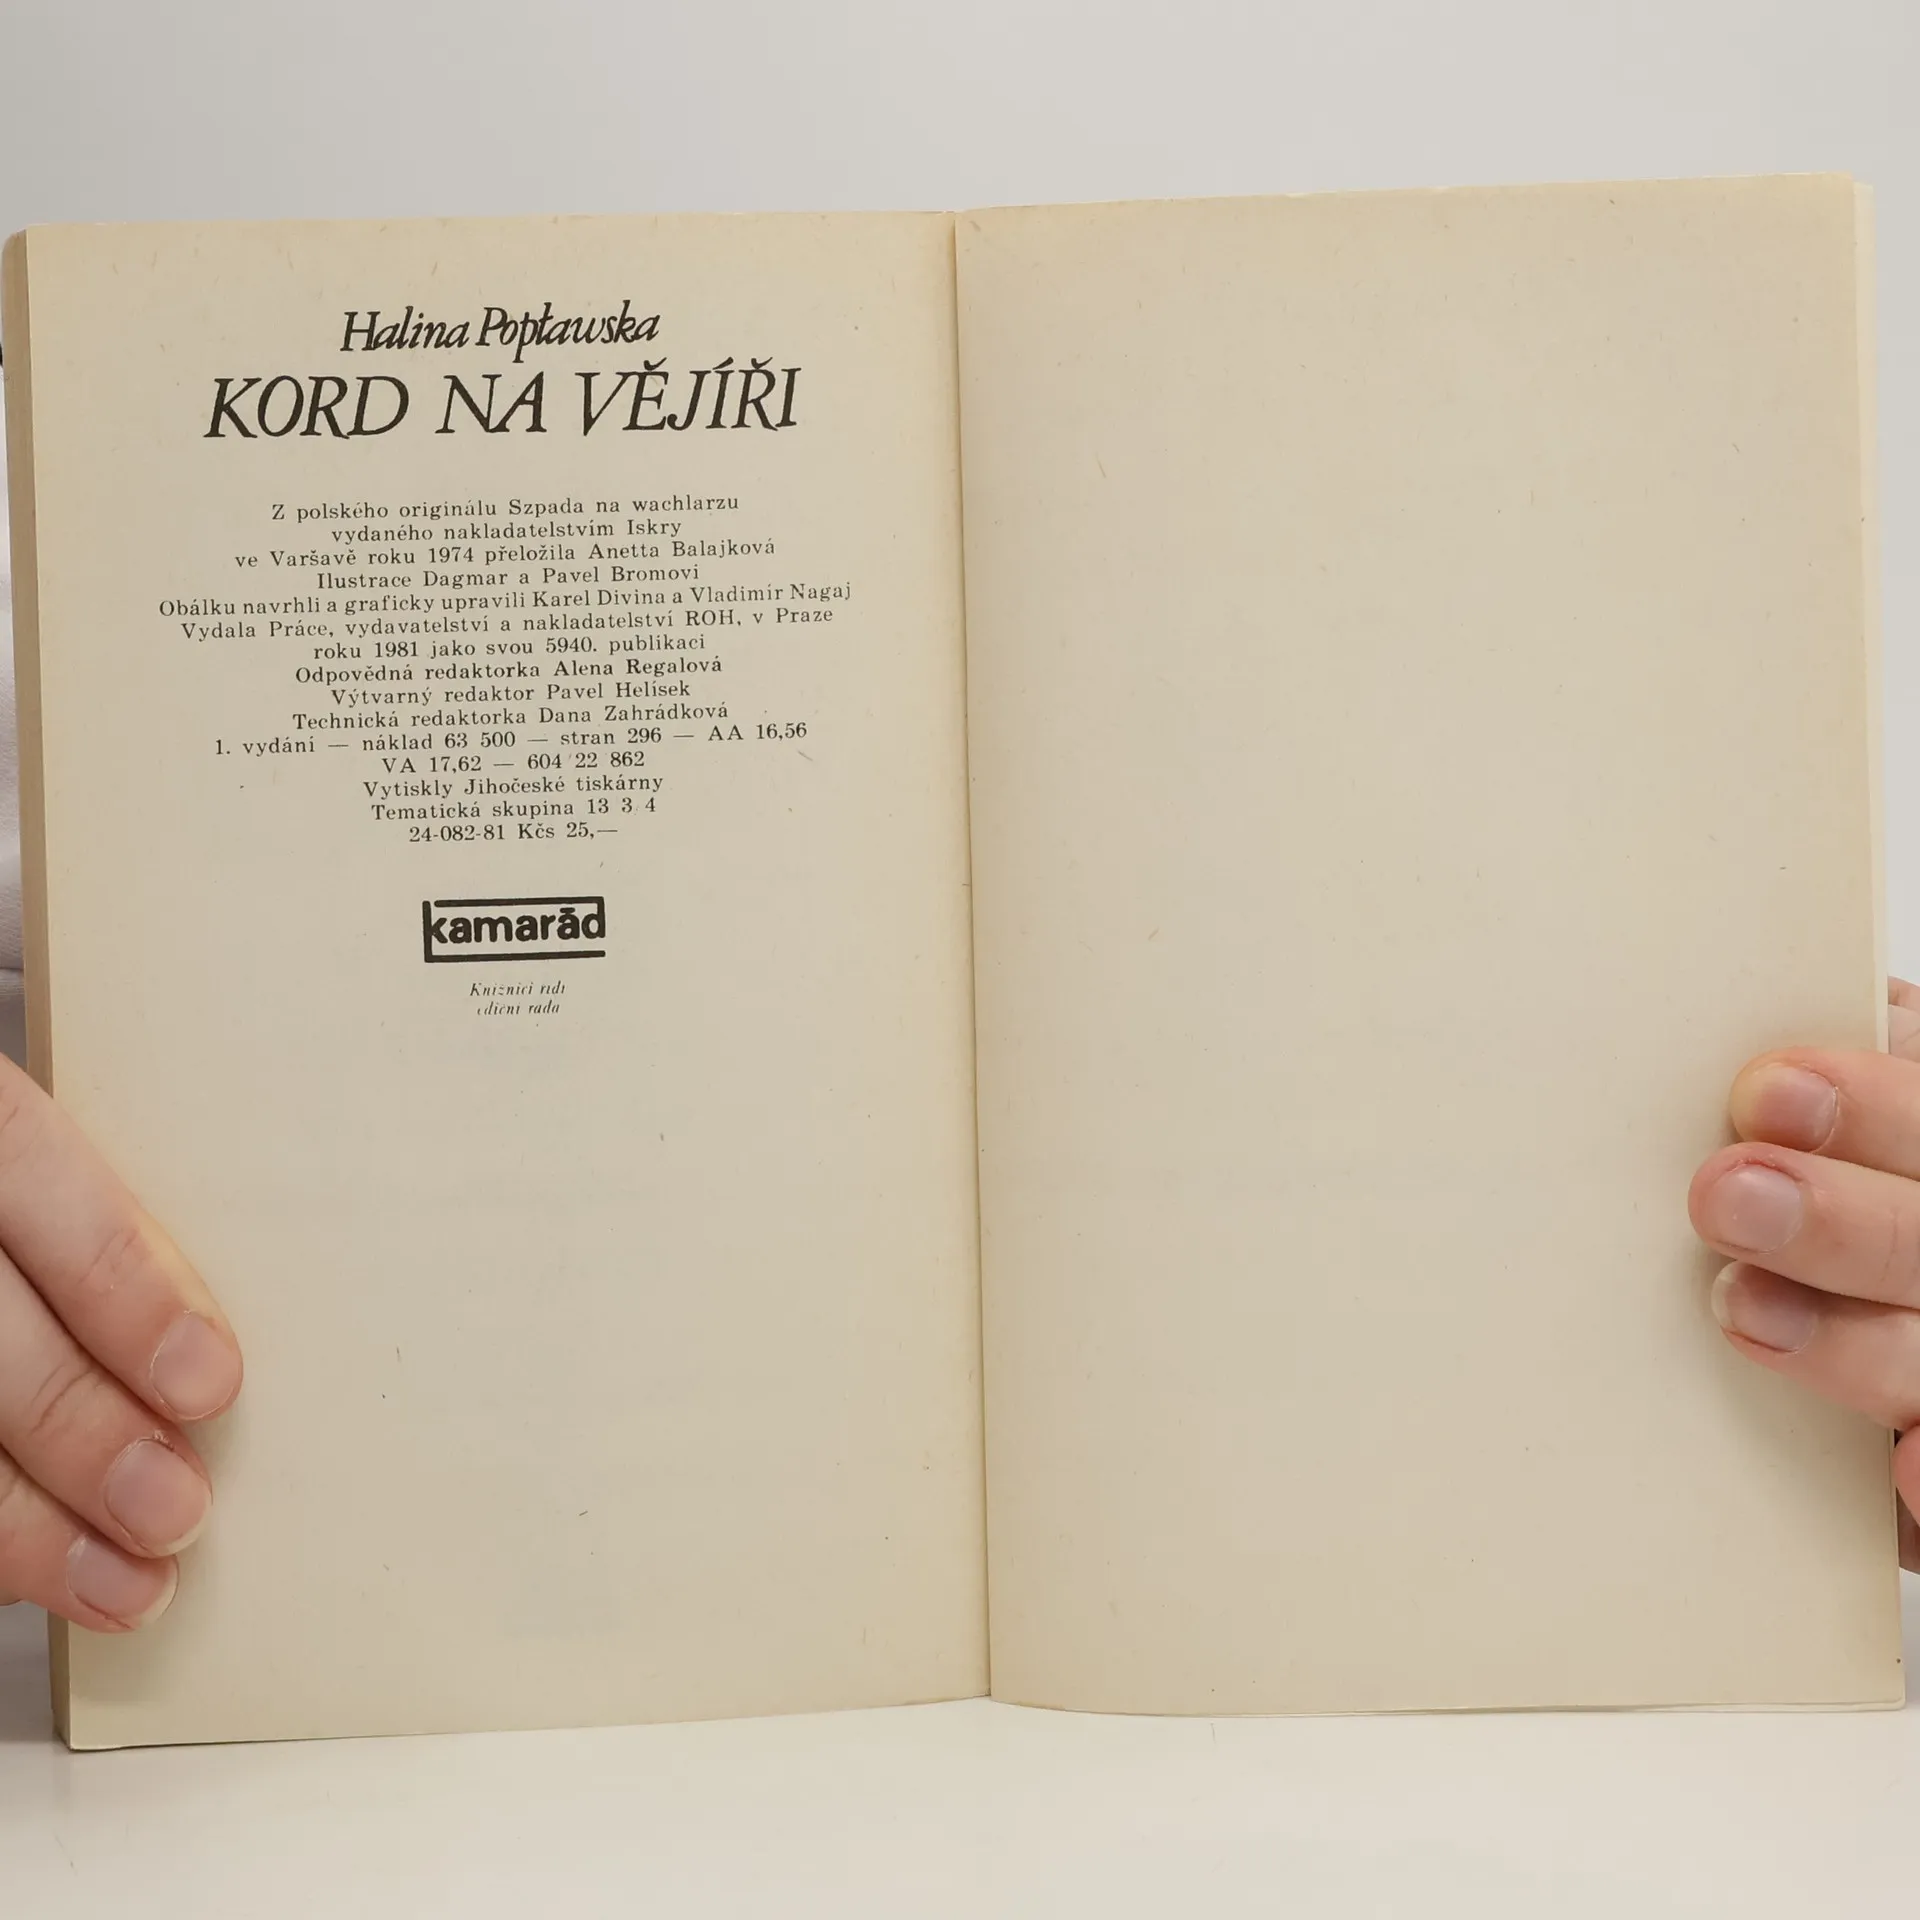 Halina Popławska
KORD NA VĚJÍŘI
Z polského originálu Szpada na wachlarzu
vydaného nakladatelstvím Iskry
ve Varšavě roku 1974 přeložila Anetta Balajková
Ilustrace Dagmar a Pavel Bromovi
Obálku navrhli a graficky upravili Karel Divina a Vladimír Nagaj
Vydala Práce, vydavatelství a nakladatelství ROH, v Praze
roku 1981 jako svou 5940. publikaci
Odpovědná redaktorka Alena Regalová
Výtvarný redaktor Pavel Helísek
Technická redaktorka Dana Zahrádková
1. vydání — náklad 63 500 — stran 296 — AA 16,56
VA 17,62 — 604 22 862
Vytiskly Jihočeské tiskárny
Tematická skupina 13 3 4
24-082-81 Kčs 25,—
kamarád
Knižnici řídí
ediční rada